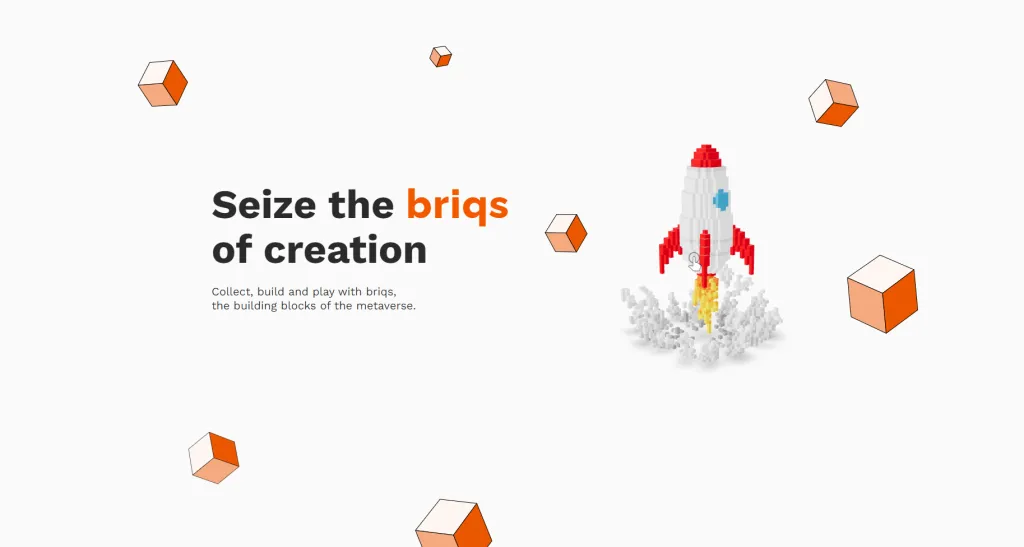 Seize the briqs
of creation
Collect, build and play with briqs,
the building blocks of the metaverse.